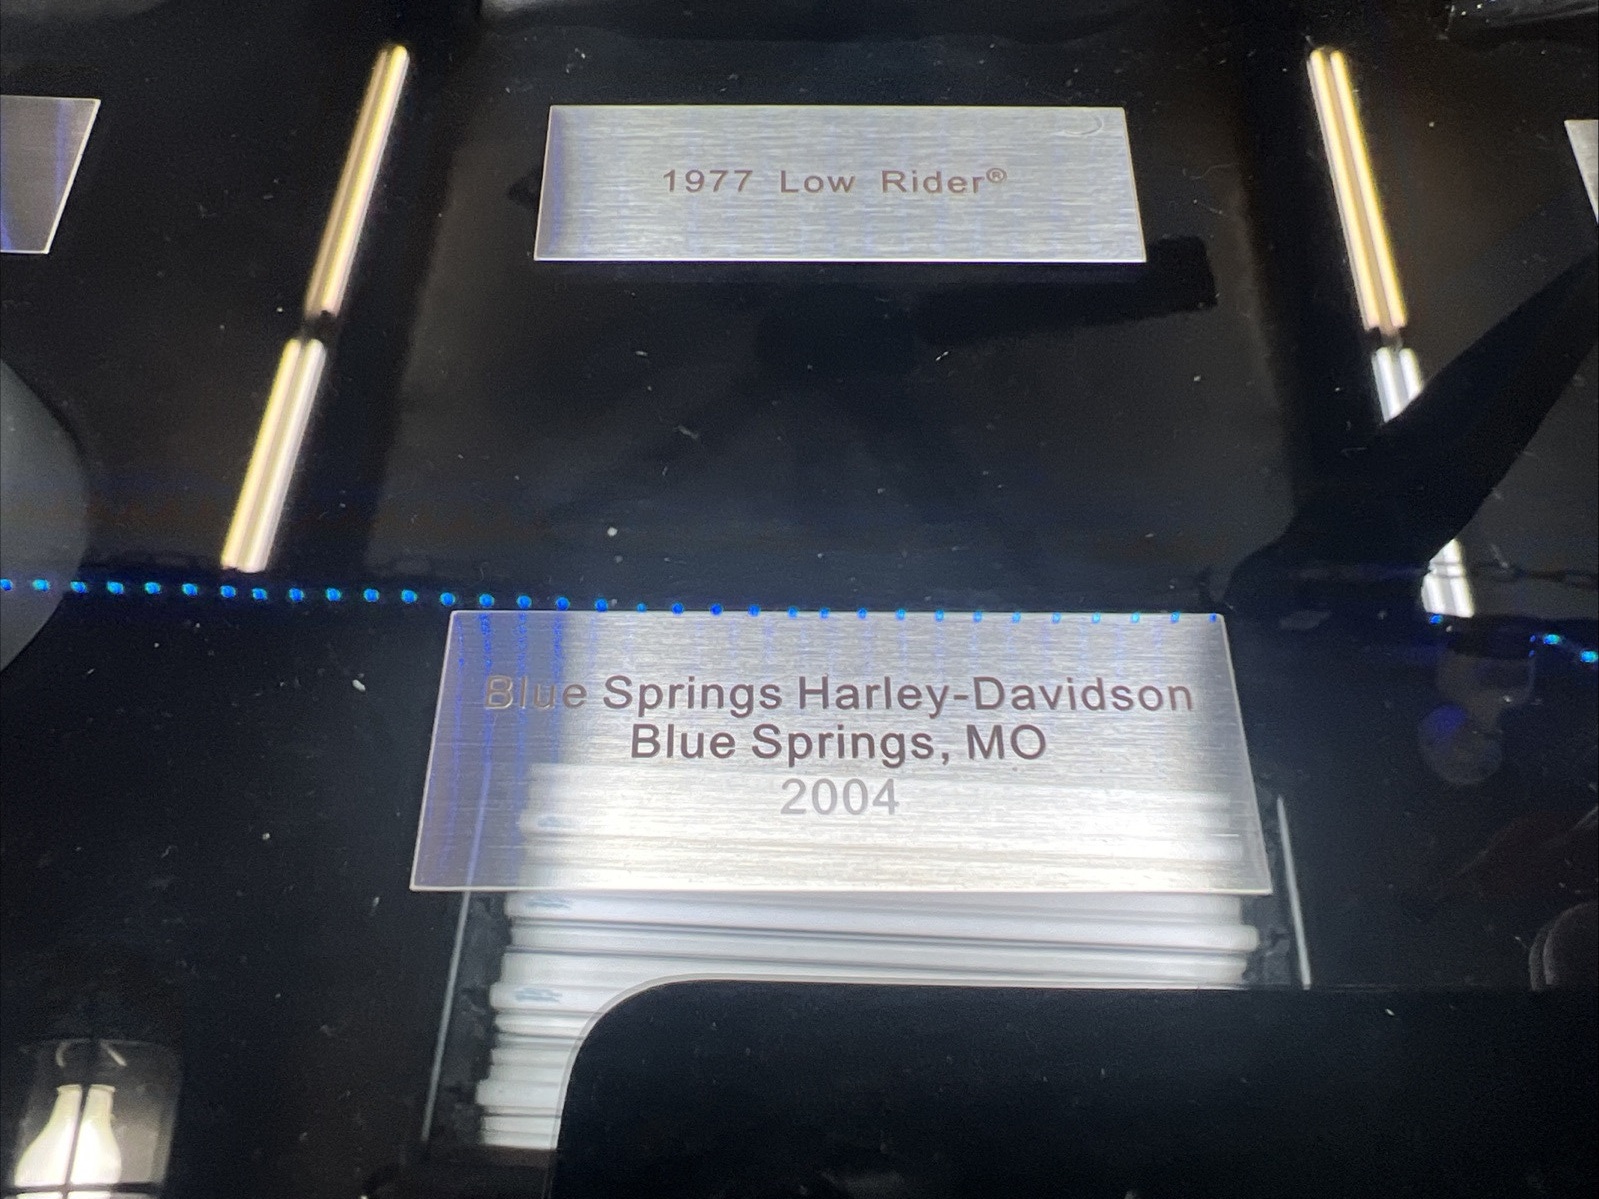 1977 Low Rider®
Blue Springs Harley-Davidson
Blue Springs, MO
2004